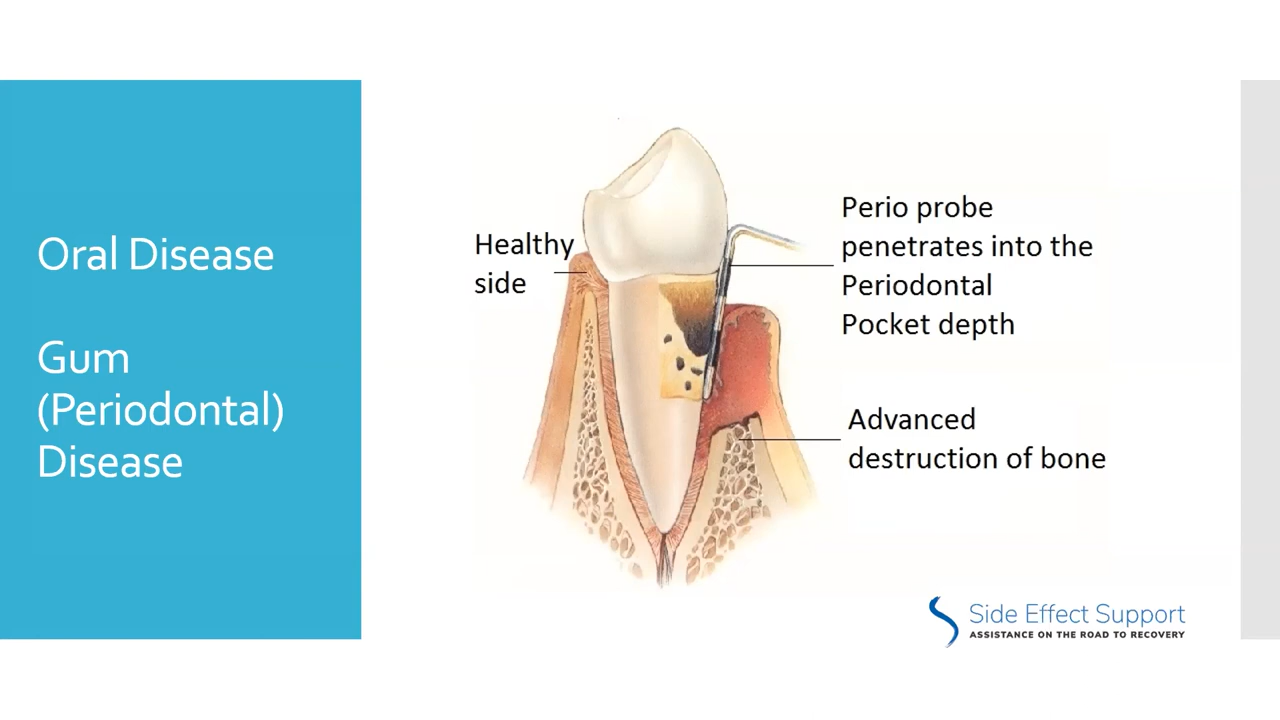 Oral Disease
Gum
(Periodontal)
Disease
Healthy
side
Perio probe
penetrates into the
Periodontal
Pocket depth
Advanced
destruction of bone
Side Effect Support
ASSISTANCE ON THE ROAD TO RECOVERY